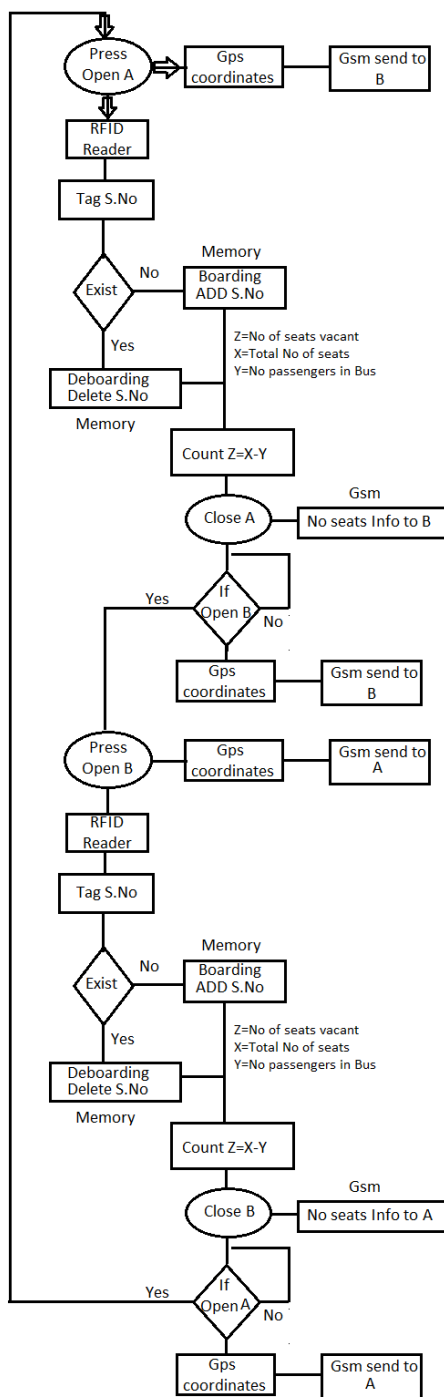 Press
Open A
Gps
coordinates
Gsm send to
B
RFID
Reader
Tag S.No
Memory
Exist
No
Boarding
ADD S.No
Yes
Z=No of seats vacant
X=Total No of seats
Y=No passengers in Bus
Deboarding
Delete S.No
Memory
Count Z=X-Y
Gsm
Close A
No seats Info to B
If
Open B
Yes
No
Gps
coordinates
Gsm send to
B
Press
Open B
Gps
coordinates
Gsm send to
A
RFID
Reader
Tag S.No
Memory
Exist
No
Boarding
ADD S.No
Yes
Z=No of seats vacant
X=Total No of seats
Y=No passengers in Bus
Deboarding
Delete S.No
Memory
Count Z=X-Y
Gsm
Close B
No seats Info to A
If
Open A
Yes
No
Gps
coordinates
Gsm send to
A